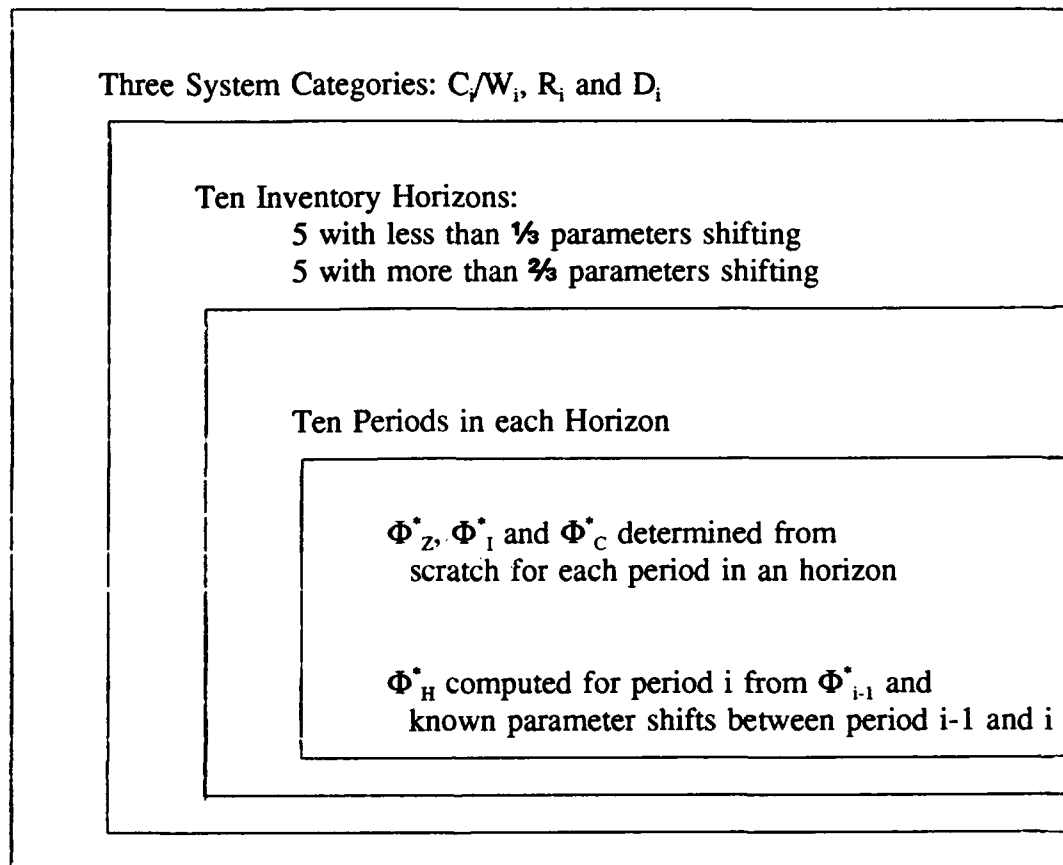 Three System Categories: Cᵢ/Wᵢ, Rᵢ and Dᵢ
Ten Inventory Horizons:
5 with less than ⅓ parameters shifting
5 with more than ⅔ parameters shifting
Ten Periods in each Horizon
Φ*_Z, Φ*_I and Φ*_C determined from
scratch for each period in an horizon
Φ*_H computed for period i from Φ*_i-1 and
known parameter shifts between period i-1 and i